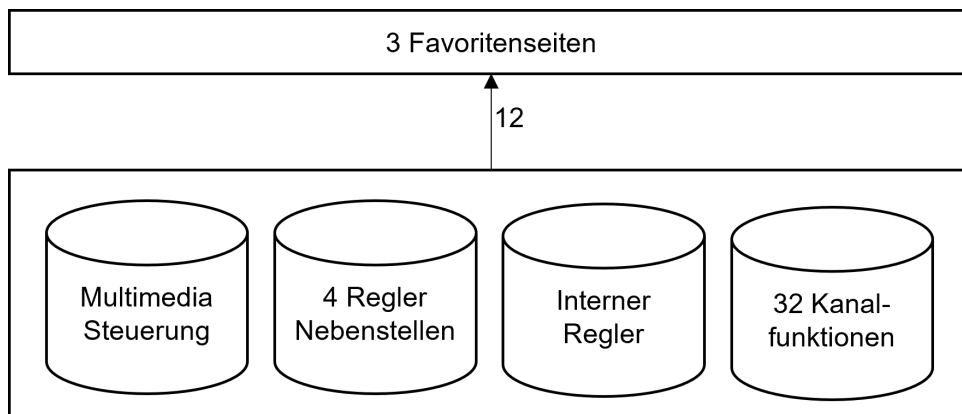 3 Favoritenseiten
12
Multimedia
Steuerung
4 Regler
Nebenstellen
Interner
Regler
32 Kanal-
funktionen